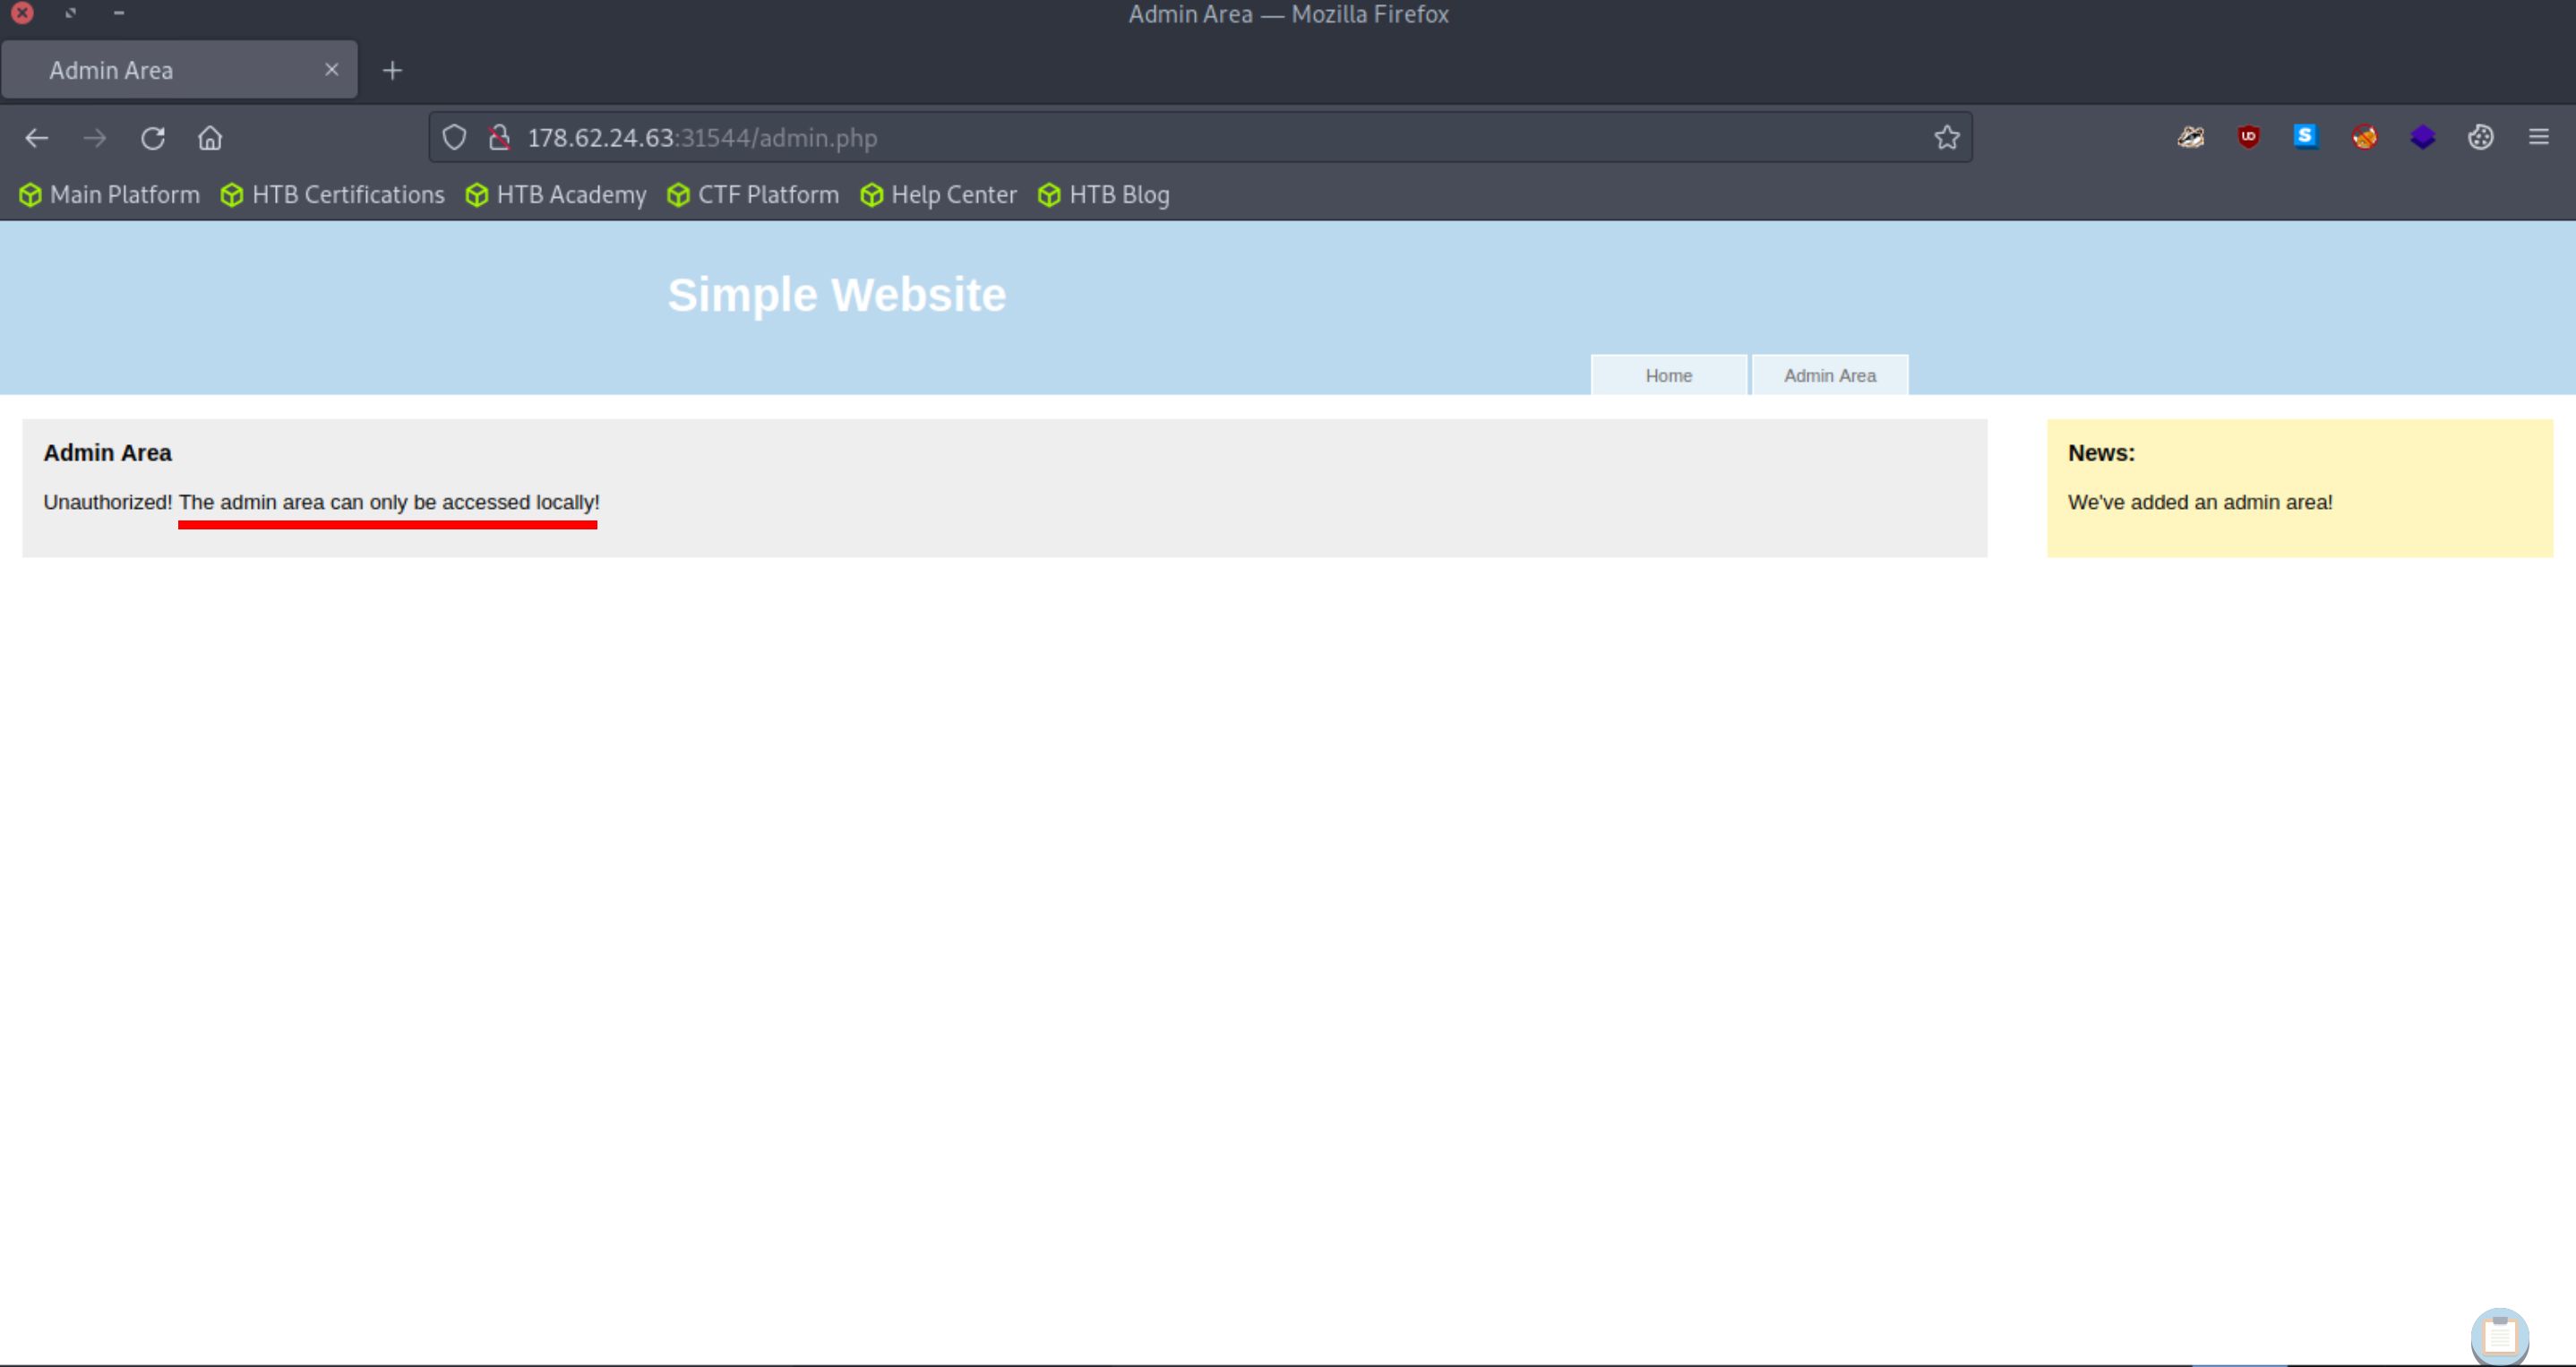 Admin Area — Mozilla Firefox
Admin Area
178.62.24.63:31544/admin.php
Main Platform HTB Certifications HTB Academy CTF Platform Help Center HTB Blog
Simple Website
Home Admin Area
Admin Area
Unauthorized! The admin area can only be accessed locally!
News:
We've added an admin area!